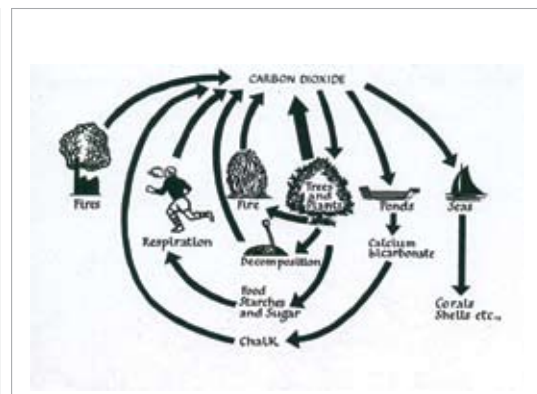 CARBON DIOXIDE
Fires
Respiration
Fire
Trees
and
Plants
Ponds
Seas
Decomposition
Calcium
bicarbonate
Food
Starches
and Sugar
Corals
Shells etc.,
Chalk